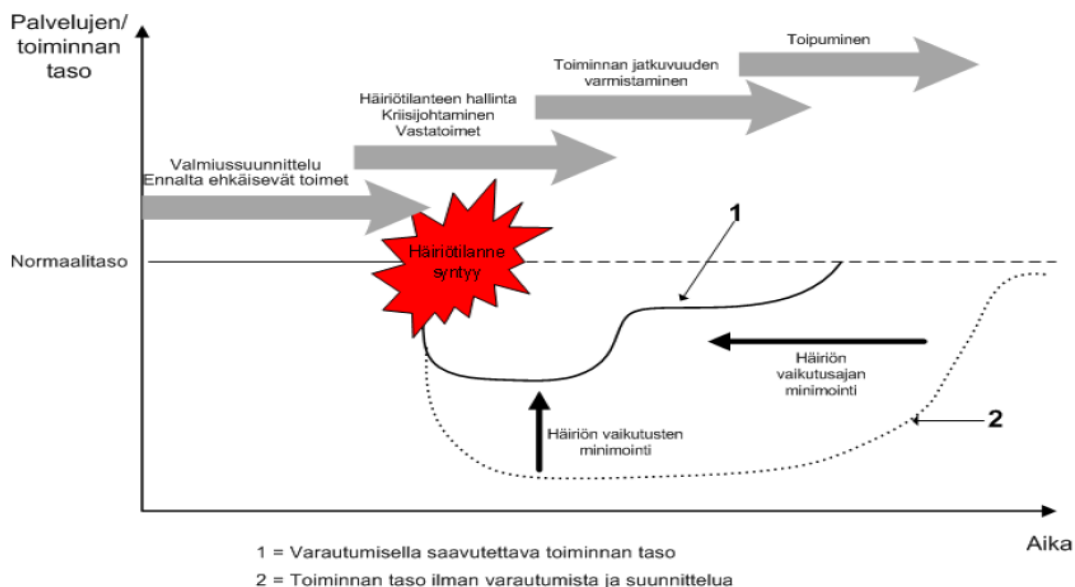 Palvelujen/
toiminnan
taso
Toipuminen
Toiminnan jatkuvuuden
varmistaminen
Häiriötilanteen hallinta
Kriisijohtaminen
Vastatoimet
Valmiussuunnittelu
Ennalta ehkäisevät toimet
1
Normaalitaso
Häiriötilanne
syntyy
Häiriön
vaikutusajan
minimointi
2
Häiriön vaikutusten
minimointi
Aika
1 = Varautumisella saavutettava toiminnan taso
2 = Toiminnan taso ilman varautumista ja suunnittelua